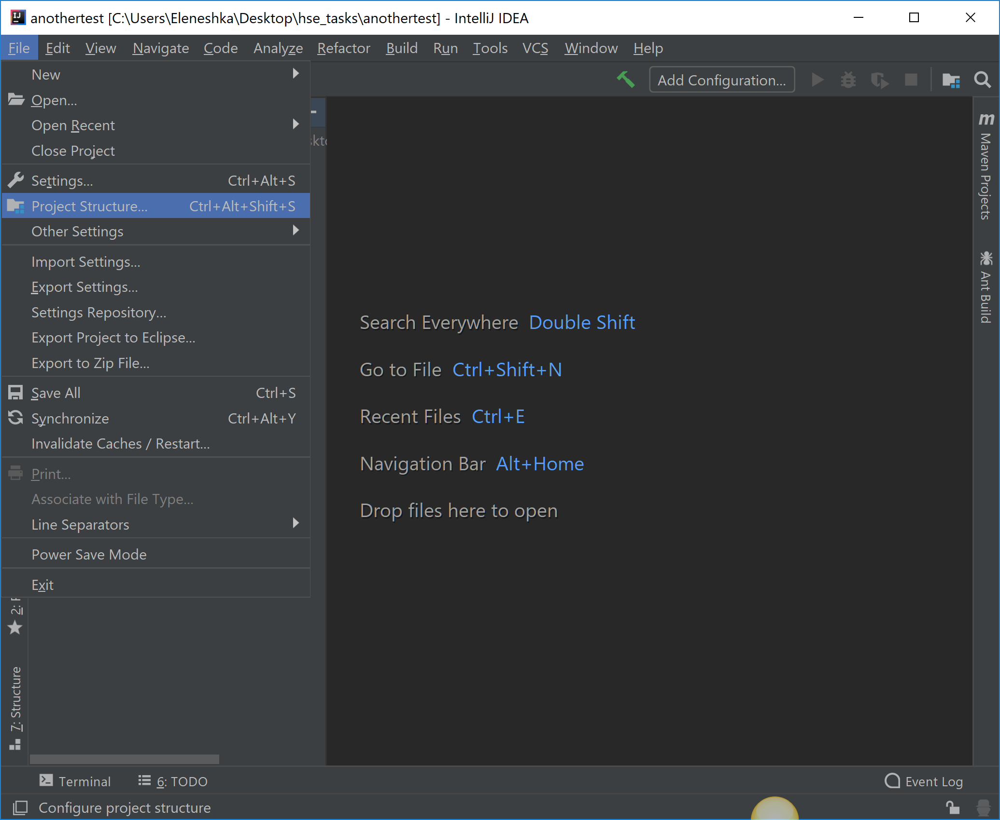 anothertest [C:\Users\Eleneshka\Desktop\hse_tasks\anothertest] - IntelliJ IDEA
File Edit View Navigate Code Analyze Refactor Build Run Tools VCS Window Help
Add Configuration...
New
Open...
Open Recent
Close Project
Settings... Ctrl+Alt+S
Project Structure... Ctrl+Alt+Shift+S
Other Settings
Import Settings...
Export Settings...
Settings Repository...
Export Project to Eclipse...
Export to Zip File...
Save All Ctrl+S
Synchronize Ctrl+Alt+Y
Invalidate Caches / Restart...
Print...
Associate with File Type...
Line Separators
Power Save Mode
Exit
Search Everywhere Double Shift
Go to File Ctrl+Shift+N
Recent Files Ctrl+E
Navigation Bar Alt+Home
Drop files here to open
m Maven Projects
Ant Build
2:
7: Structure
Terminal 6: TODO Event Log
Configure project structure